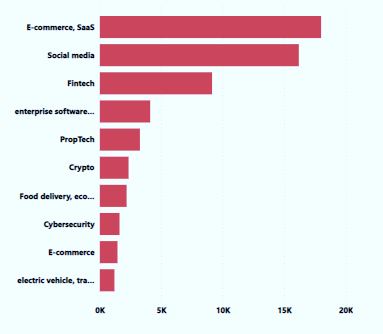 E-commerce, SaaS
Social media
Fintech
enterprise software...
PropTech
Crypto
Food delivery, eco...
Cybersecurity
E-commerce
electric vehicle, tra...
0K 5K 10K 15K 20K